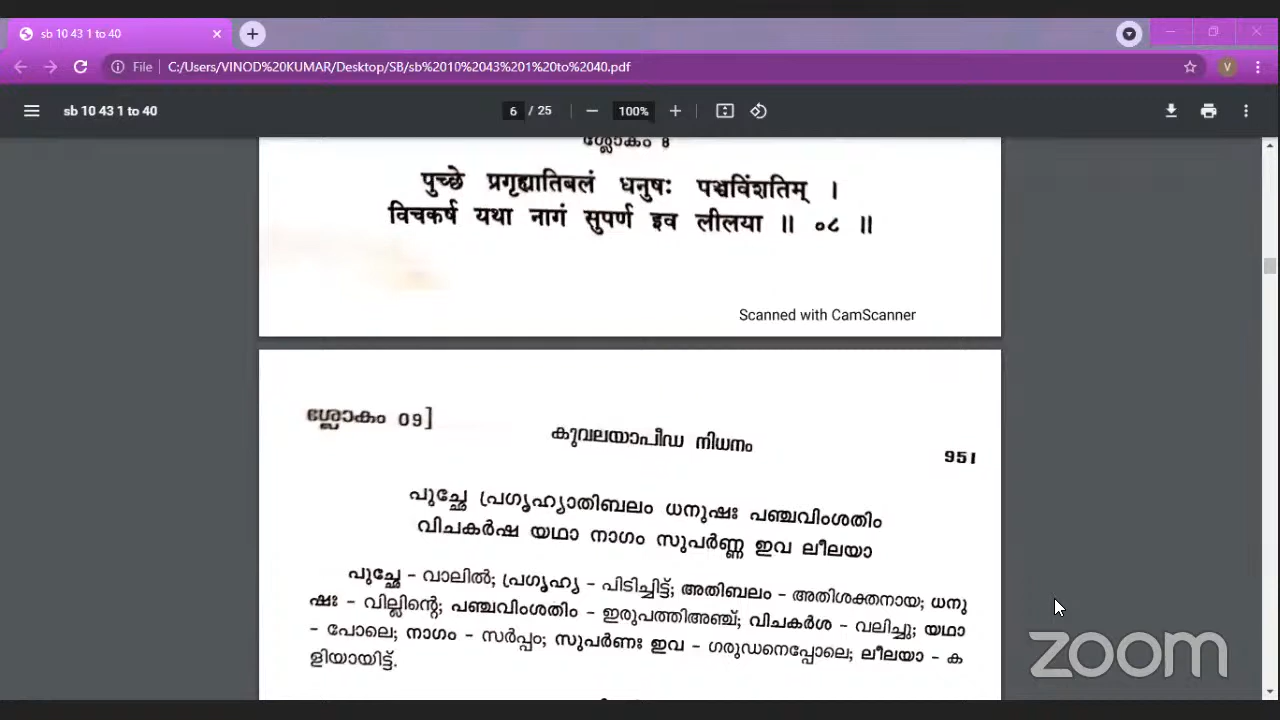 sb 10 43 1 to 40
File C:/Users/VINOD%20KUMAR/Desktop/SB/sb%2010%2043%201%20to%2040.pdf
V
sb 10 43 1 to 40
6 / 25
100%
ശ്ലോകം 8
पुच्छे प्रगृह्यातिबलं धनुषः पञ्चविंशतिम् ।
विचकर्ष यथा नागं सुपर्ण इव लीलया ॥ ०८ ॥
Scanned with CamScanner
ശ്ലോകം 09]
കുവലയാപീഡ നിധനം
951
പുച്ഛേ പ്രഗൃഹ്യാതിബലം ധനുഷഃ പഞ്ചവിംശതിം
വിചകർഷ യഥാ നാഗം സുപർണ്ണ ഇവ ലീലയാ
പുച്ഛേ – വാലിൽ; പ്രഗൃഹ്യ – പിടിച്ചിട്ട്; അതിബലം – അതിശക്തനായ; ധനു
ഷഃ – വില്ലിന്റെ; പഞ്ചവിംശതിം – ഇരുപത്തിഅഞ്ച്; വിചകർശ – വലിച്ചു; യഥാ
– പോലെ; നാഗം – സർപ്പം; സുപർണഃ ഇവ – ഗരുഡനെപ്പോലെ; ലീലയാ – ക
ളിയായിട്ട്.
zoom